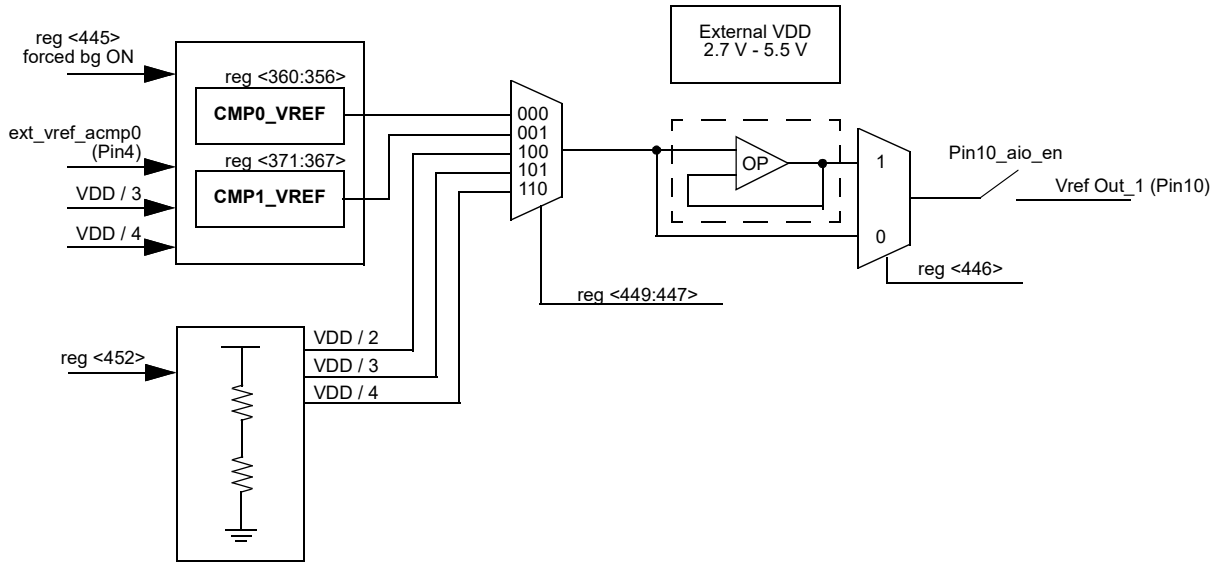 reg <445>
forced bg ON
External VDD
2.7 V - 5.5 V
reg <360:356>
CMP0_VREF
ext_vref_acmp0
(Pin4)
reg <371:367>
CMP1_VREF
VDD / 3
VDD / 4
000
001
100
101
110
OP
1
0
Pin10_aio_en
Vref Out_1 (Pin10)
reg <446>
reg <449:447>
reg <452>
VDD / 2
VDD / 3
VDD / 4